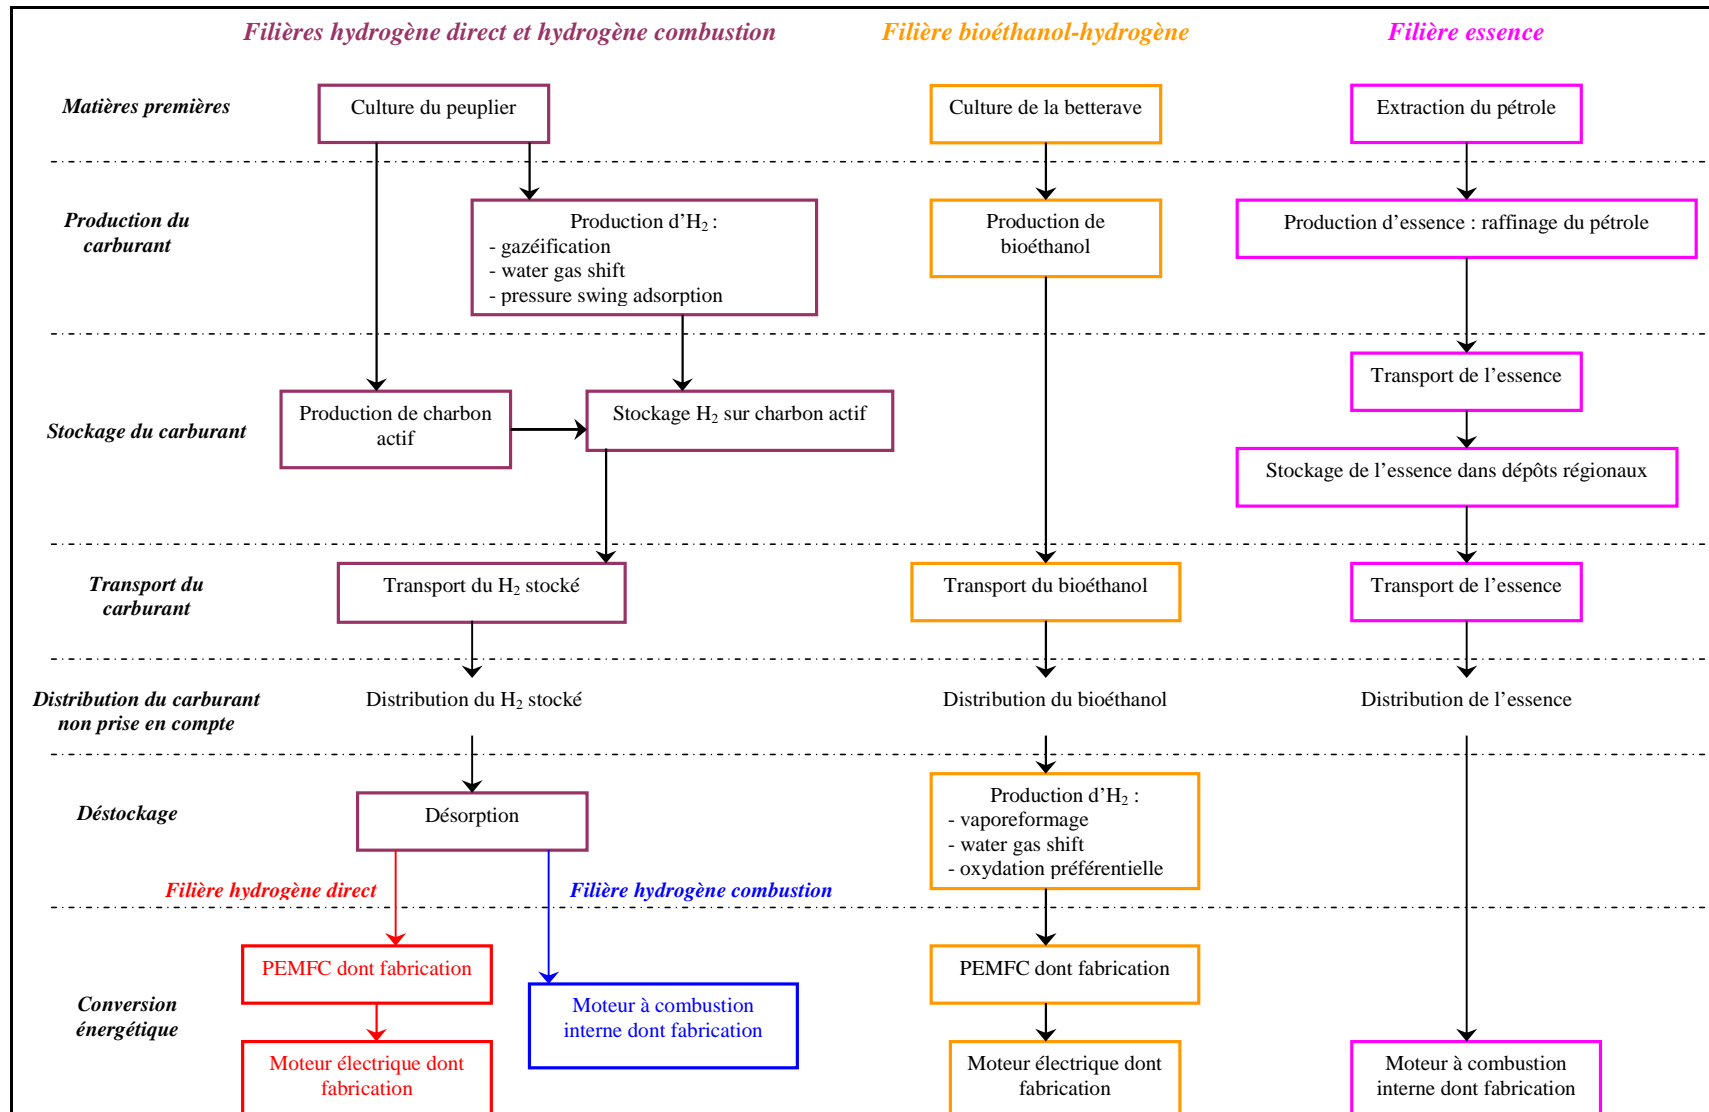 Filières hydrogène direct et hydrogène combustion
Filière bioéthanol-hydrogène
Filière essence
Matières premières
Culture du peuplier
Culture de la betterave
Extraction du pétrole
Production du
carburant
Production d’H₂ :
- gazéification
- water gas shift
- pressure swing adsorption
Production de
bioéthanol
Production d’essence : raffinage du pétrole
Stockage du carburant
Production de charbon
actif
Stockage H₂ sur charbon actif
Transport de l’essence
Stockage de l’essence dans dépôts régionaux
Transport du
carburant
Transport du H₂ stocké
Transport du bioéthanol
Transport de l’essence
Distribution du carburant
non prise en compte
Distribution du H₂ stocké
Distribution du bioéthanol
Distribution de l’essence
Déstockage
Désorption
Production d’H₂ :
- vaporeformage
- water gas shift
- oxydation préférentielle
Filière hydrogène direct
Filière hydrogène combustion
Conversion
énergétique
PEMFC dont fabrication
Moteur électrique dont
fabrication
Moteur à combustion
interne dont fabrication
PEMFC dont fabrication
Moteur électrique dont
fabrication
Moteur à combustion
interne dont fabrication